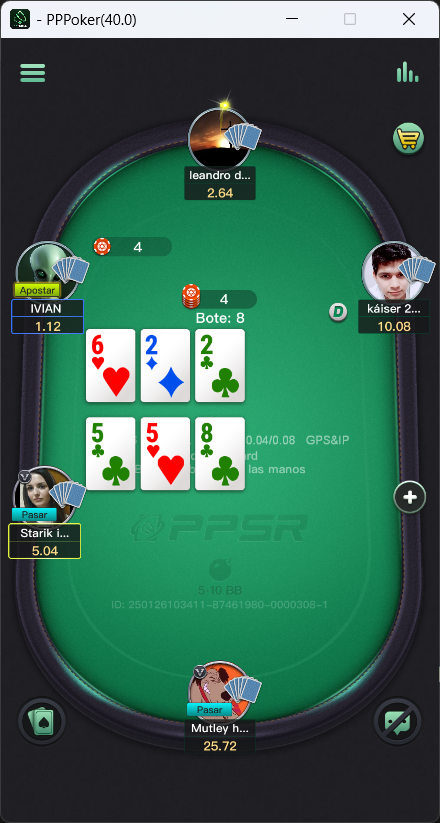 - PPPoker(40.0)
leandro d...
2.64
4
Apostar
IVIAN
1.12
4
Bote: 8
D
káiser 2...
10.08
6 2 2
5 5 8
0.04/0.08 GPS&IP
las manos
Pasar
Starik i...
5.04
PPSR
5-10 BB
ID: 250126103411-87461980-0000308-1
Pasar
Mutley h...
25.72